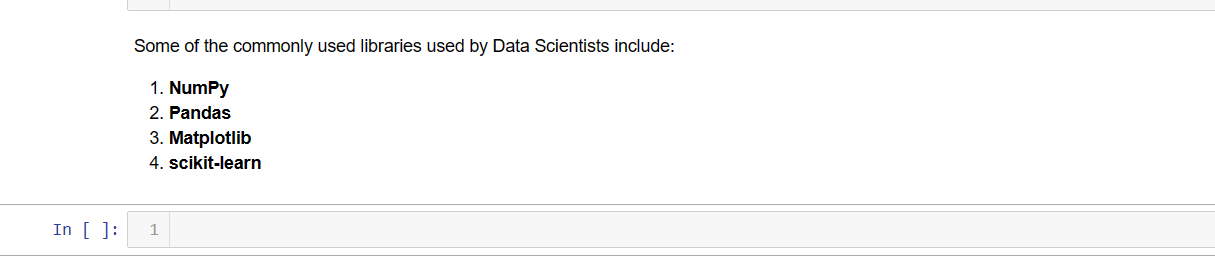 Some of the commonly used libraries used by Data Scientists include:
1. NumPy
2. Pandas
3. Matplotlib
4. scikit-learn
In [ ]: 1